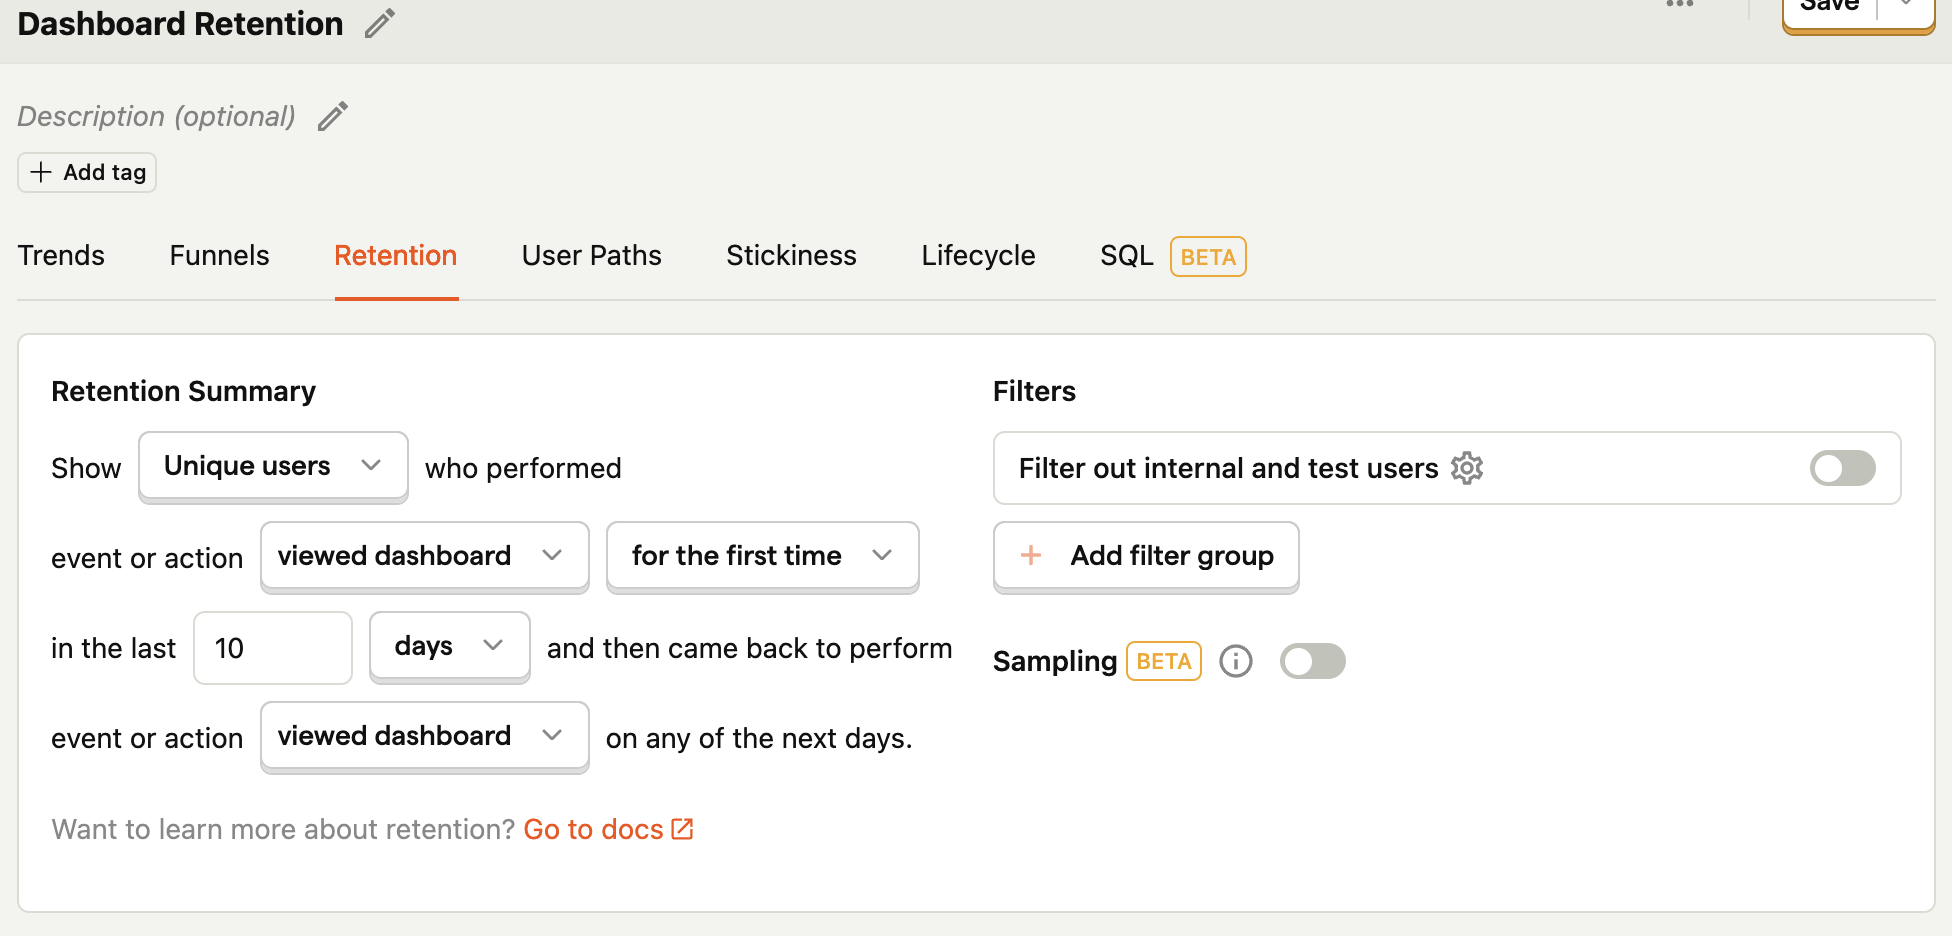 Dashboard Retention
Save
Description (optional)
Add tag
Trends Funnels Retention User Paths Stickiness Lifecycle SQL BETA
Retention Summary
Show Unique users who performed
event or action viewed dashboard for the first time
in the last 10 days and then came back to perform
event or action viewed dashboard on any of the next days.
Want to learn more about retention? Go to docs
Filters
Filter out internal and test users
+ Add filter group
Sampling BETA